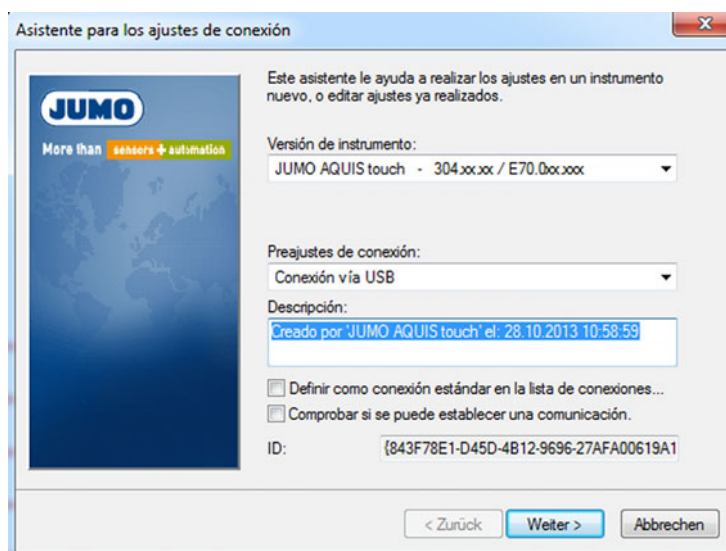 Asistente para los ajustes de conexión
JUMO
More than sensors + automation
Este asistente le ayuda a realizar los ajustes en un instrumento
nuevo, o editar ajustes ya realizados.
Versión de instrumento:
JUMO AQUIS touch - 304.xx.xx / E70.0xx.xxx
Preajustes de conexión:
Conexión vía USB
Descripción:
Creado por 'JUMO AQUIS touch' el: 28.10.2013 10:58:59
Definir como conexión estándar en la lista de conexiones...
Comprobar si se puede establecer una comunicación.
ID: {843F78E1-D45D-4B12-9696-27AFA00619A1
< Zurück Weiter > Abbrechen